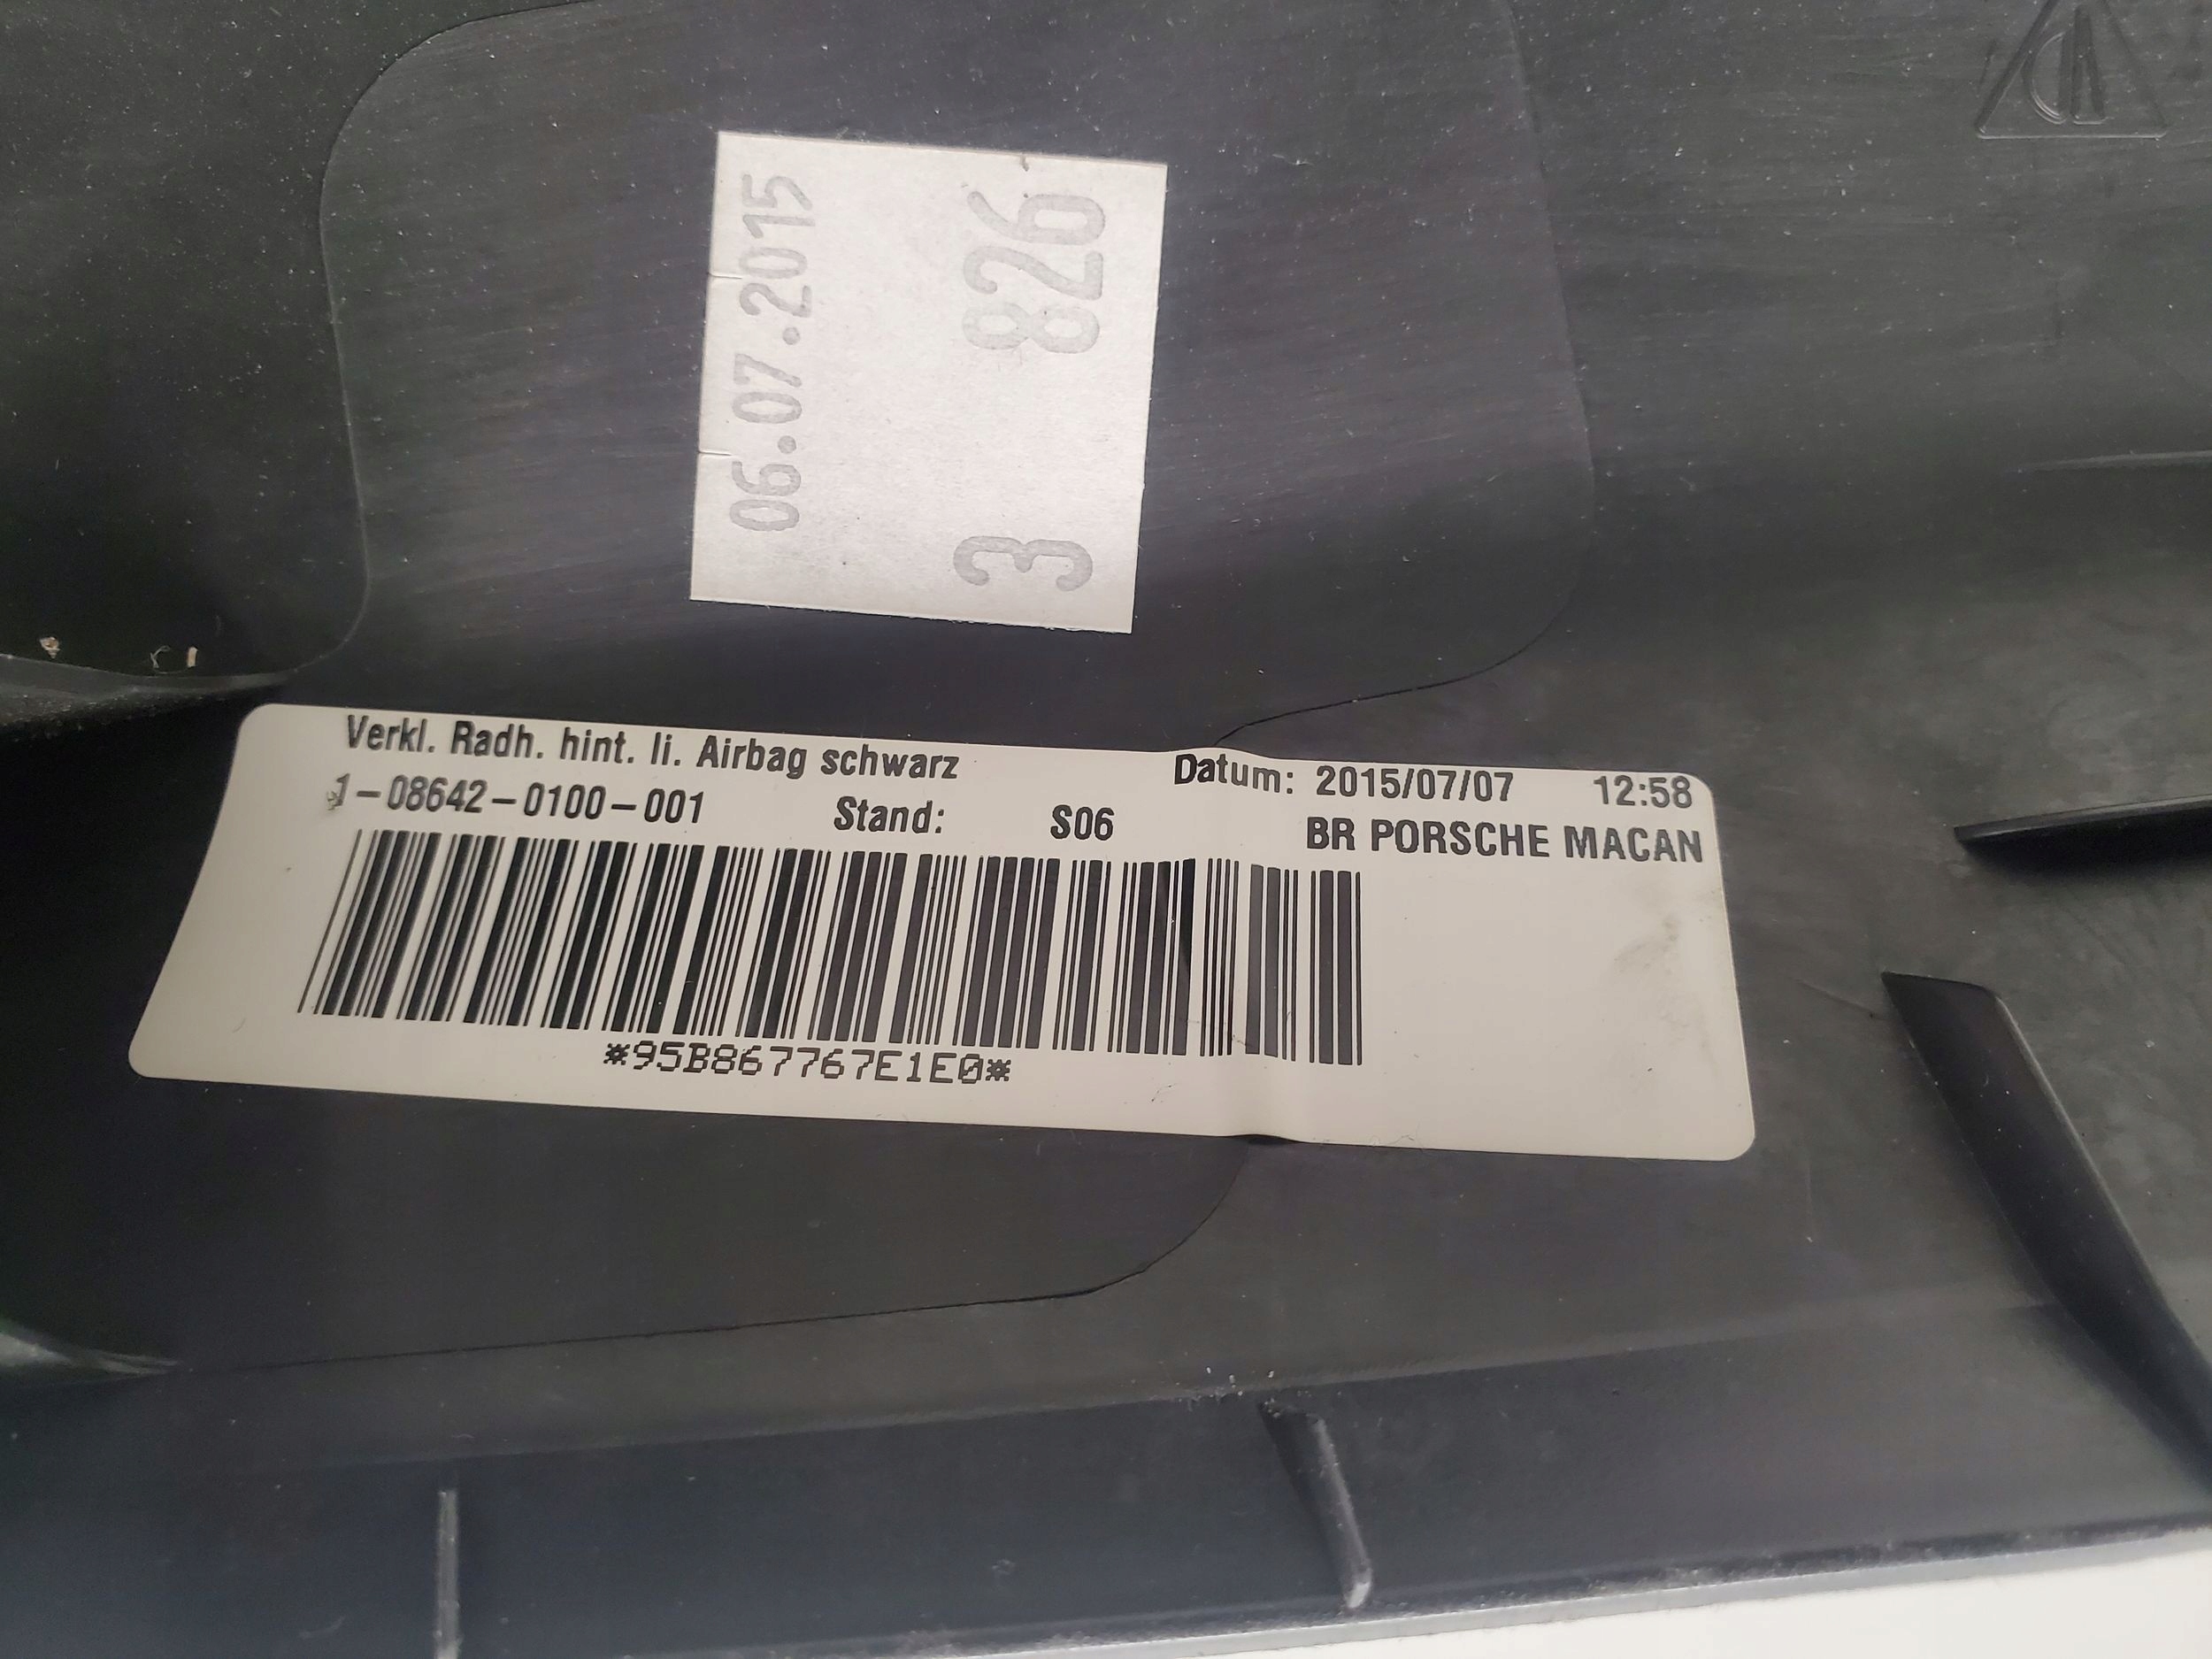 06.07.2015
3 826
Verkl. Radh. hint. li. Airbag schwarz
Datum: 2015/07/07 12:58
1-08642-0100-001 Stand: S06 BR PORSCHE MACAN
*95B867767E1E0*